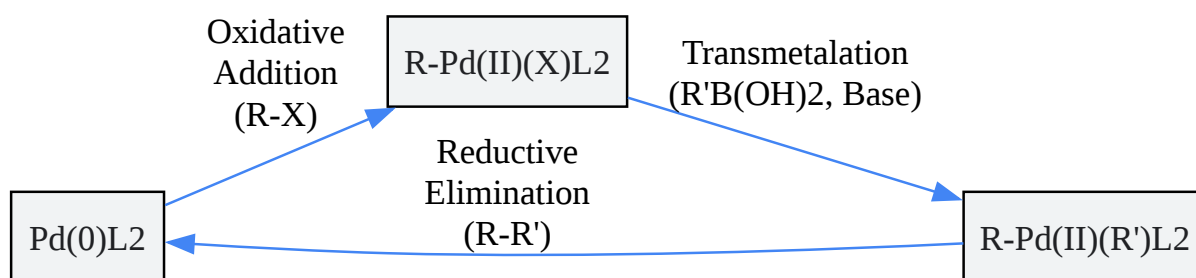 Oxidative
Addition
(R-X)
R-Pd(II)(X)L2
Transmetalation
(R'B(OH)2, Base)
Reductive
Elimination
(R-R')
Pd(0)L2
R-Pd(II)(R')L2